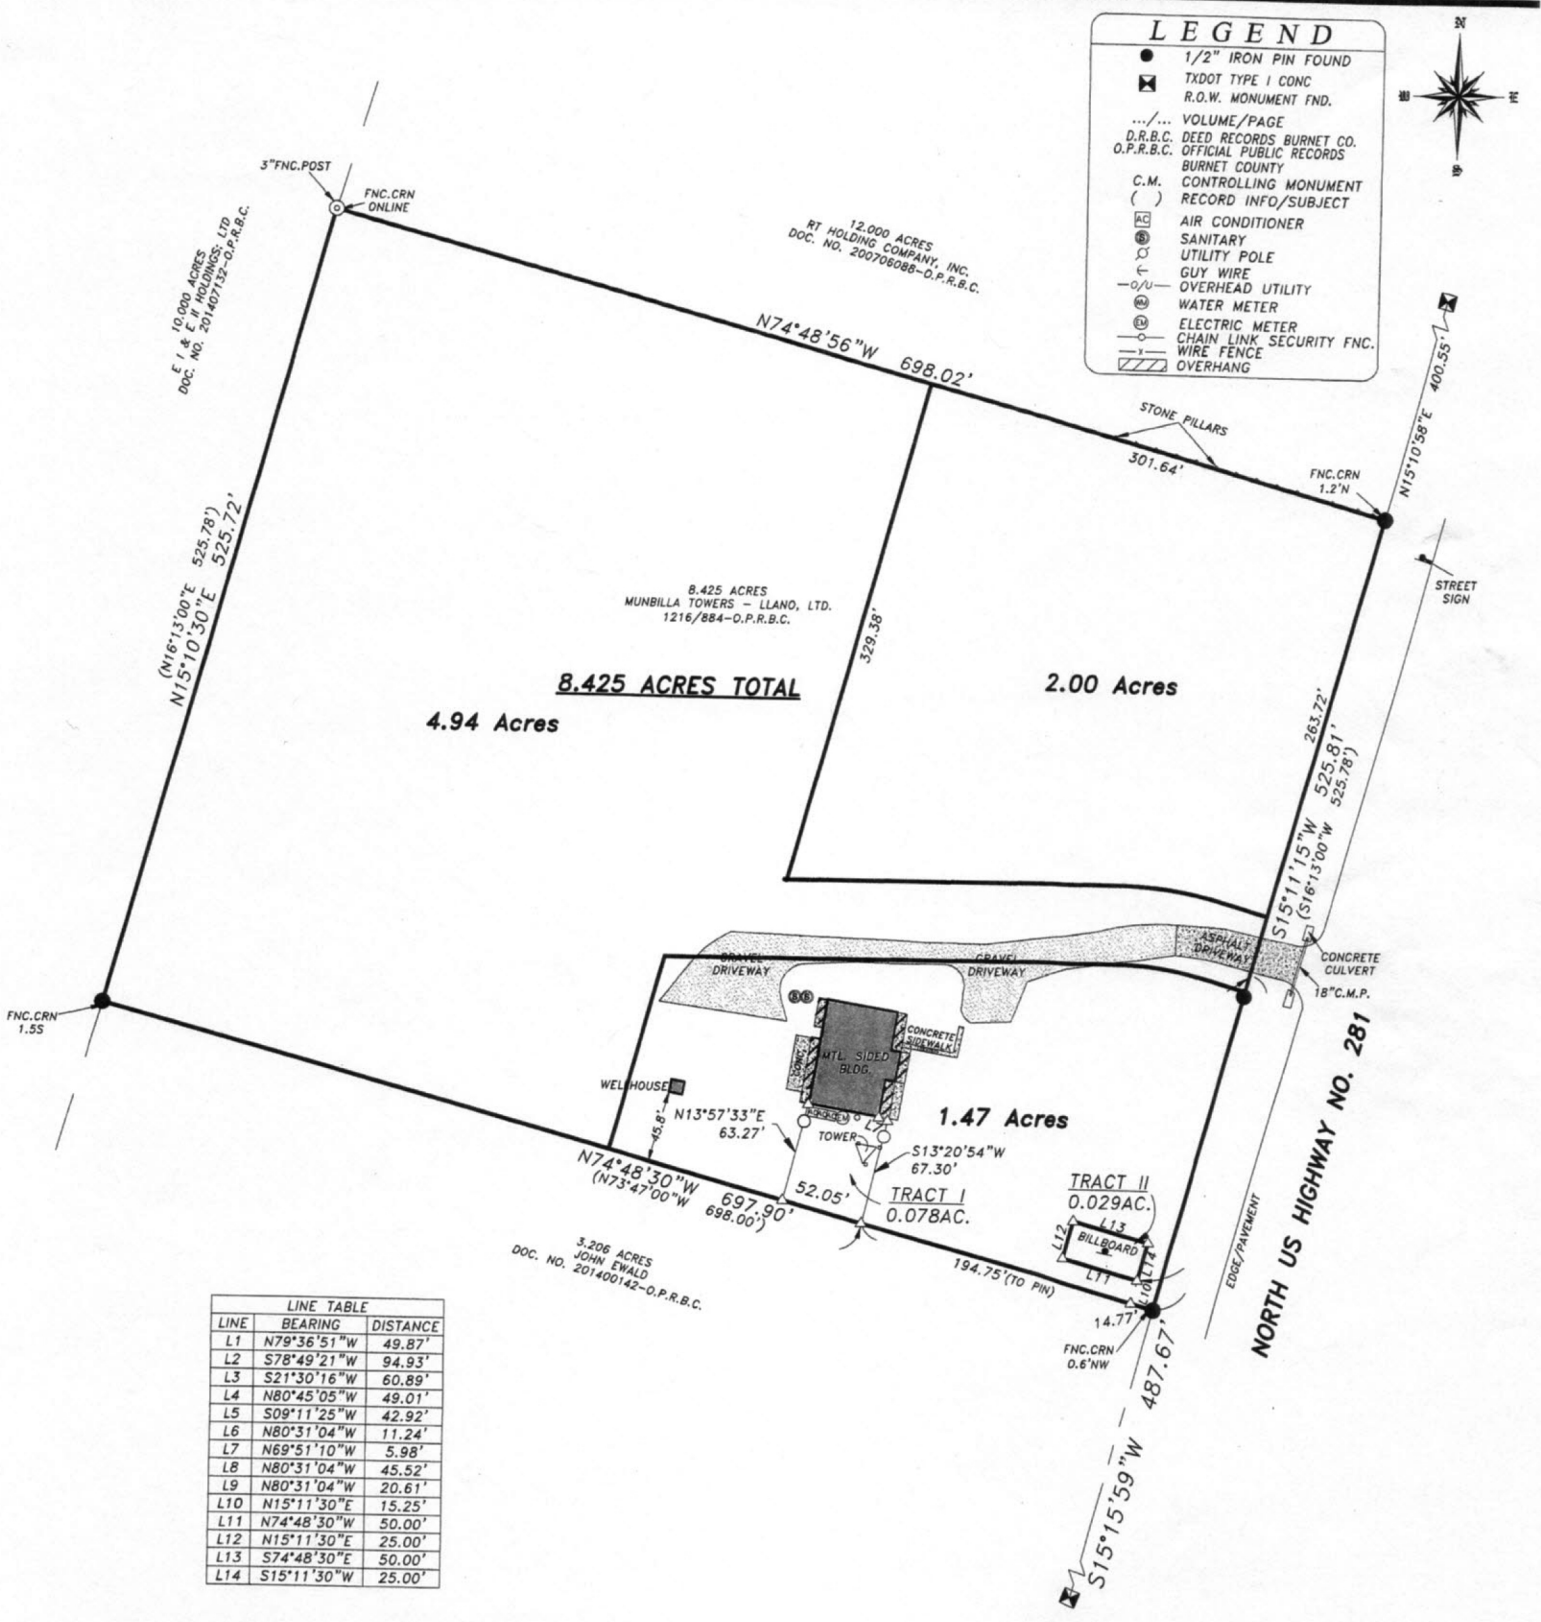 LEGEND
1/2" IRON PIN FOUND
TXDOT TYPE I CONC
R.O.W. MONUMENT FND.
.../... VOLUME/PAGE
D.R.B.C. DEED RECORDS BURNET CO.
O.P.R.B.C. OFFICIAL PUBLIC RECORDS
BURNET COUNTY
C.M. CONTROLLING MONUMENT
( ) RECORD INFO/SUBJECT
AC AIR CONDITIONER
S SANITARY
UTILITY POLE
GUY WIRE
—O/U— OVERHEAD UTILITY
WM WATER METER
EM ELECTRIC METER
CHAIN LINK SECURITY FNC.
—x— WIRE FENCE
OVERHANG
3"FNC.POST
FNC.CRN
ONLINE
10.000 ACRES
E I & E II HOLDINGS, LTD
DOC. NO. 201407132-O.P.R.B.C.
12.000 ACRES
RT HOLDING COMPANY, INC.
DOC. NO. 200706088-O.P.R.B.C.
N74°48'56"W 698.02'
STONE PILLARS
301.64'
FNC.CRN
1.2'N
N15°10'58"E 400.55'
STREET
SIGN
(N16°13'00"E 525.78')
N15°10'30"E 525.72'
8.425 ACRES
MUNBILLA TOWERS - LLANO, LTD.
1216/884-O.P.R.B.C.
8.425 ACRES TOTAL
4.94 Acres
329.38'
2.00 Acres
263.72'
S15°11'15"W 525.81'
(S16°13'00"W 525.78')
ASPHALT
DRIVEWAY
GRAVEL
DRIVEWAY
GRAVEL
DRIVEWAY
CONCRETE
CULVERT
18"C.M.P.
FNC.CRN
1.5S
S S
CONCRETE
SIDEWALK
CONC.
MTL. SIDED
BLDG.
WELLHOUSE
45.8'
N13°57'33"E
63.27'
TOWER
L7
1.47 Acres
S13°20'54"W
67.30'
TRACT I
0.078AC.
TRACT II
0.029AC.
L12
L13
BILLBOARD
L14
L11
L10
N74°48'30"W 697.90'
(N73°47'00"W 698.00')
52.05'
194.75'(TO PIN)
14.77'
FNC.CRN
0.6'NW
3.206 ACRES
JOHN EWALD
DOC. NO. 201400142-O.P.R.B.C.
EDGE/PAVEMENT
NORTH US HIGHWAY NO. 281
S15°15'59"W 487.67'
LINE TABLE
LINE BEARING DISTANCE
L1 N79°36'51"W 49.87'
L2 S78°49'21"W 94.93'
L3 S21°30'16"W 60.89'
L4 N80°45'05"W 49.01'
L5 S09°11'25"W 42.92'
L6 N80°31'04"W 11.24'
L7 N69°51'10"W 5.98'
L8 N80°31'04"W 45.52'
L9 N80°31'04"W 20.61'
L10 N15°11'30"E 15.25'
L11 N74°48'30"W 50.00'
L12 N15°11'30"E 25.00'
L13 S74°48'30"E 50.00'
L14 S15°11'30"W 25.00'